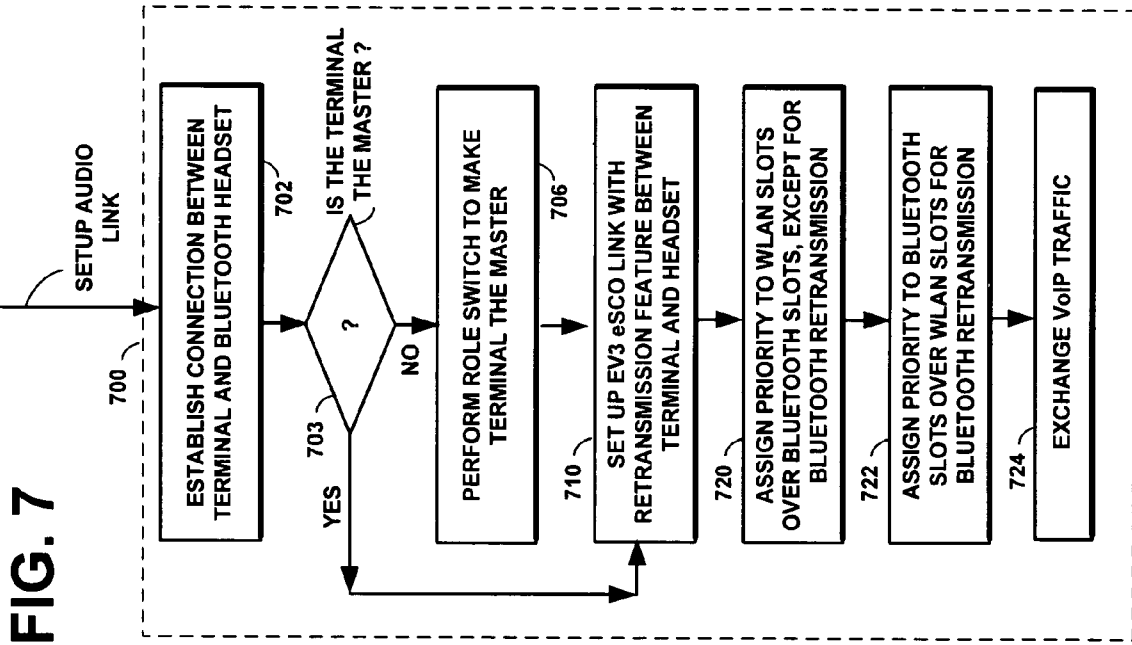 FIG. 7
SETUP AUDIO
LINK
700
ESTABLISH CONNECTION BETWEEN
TERMINAL AND BLUETOOTH HEADSET
702
IS THE TERMINAL
THE MASTER ?
?
703
YES
NO
PERFORM ROLE SWITCH TO MAKE
TERMINAL THE MASTER
706
710
SET UP EV3 eSCO LINK WITH
RETRANSMISSION FEATURE BETWEEN
TERMINAL AND HEADSET
720
ASSIGN PRIORITY TO WLAN SLOTS
OVER BLUETOOTH SLOTS, EXCEPT FOR
BLUETOOTH RETRANSMISSION
722
ASSIGN PRIORITY TO BLUETOOTH
SLOTS OVER WLAN SLOTS FOR
BLUETOOTH RETRANSMISSION
724
EXCHANGE VoIP TRAFFIC